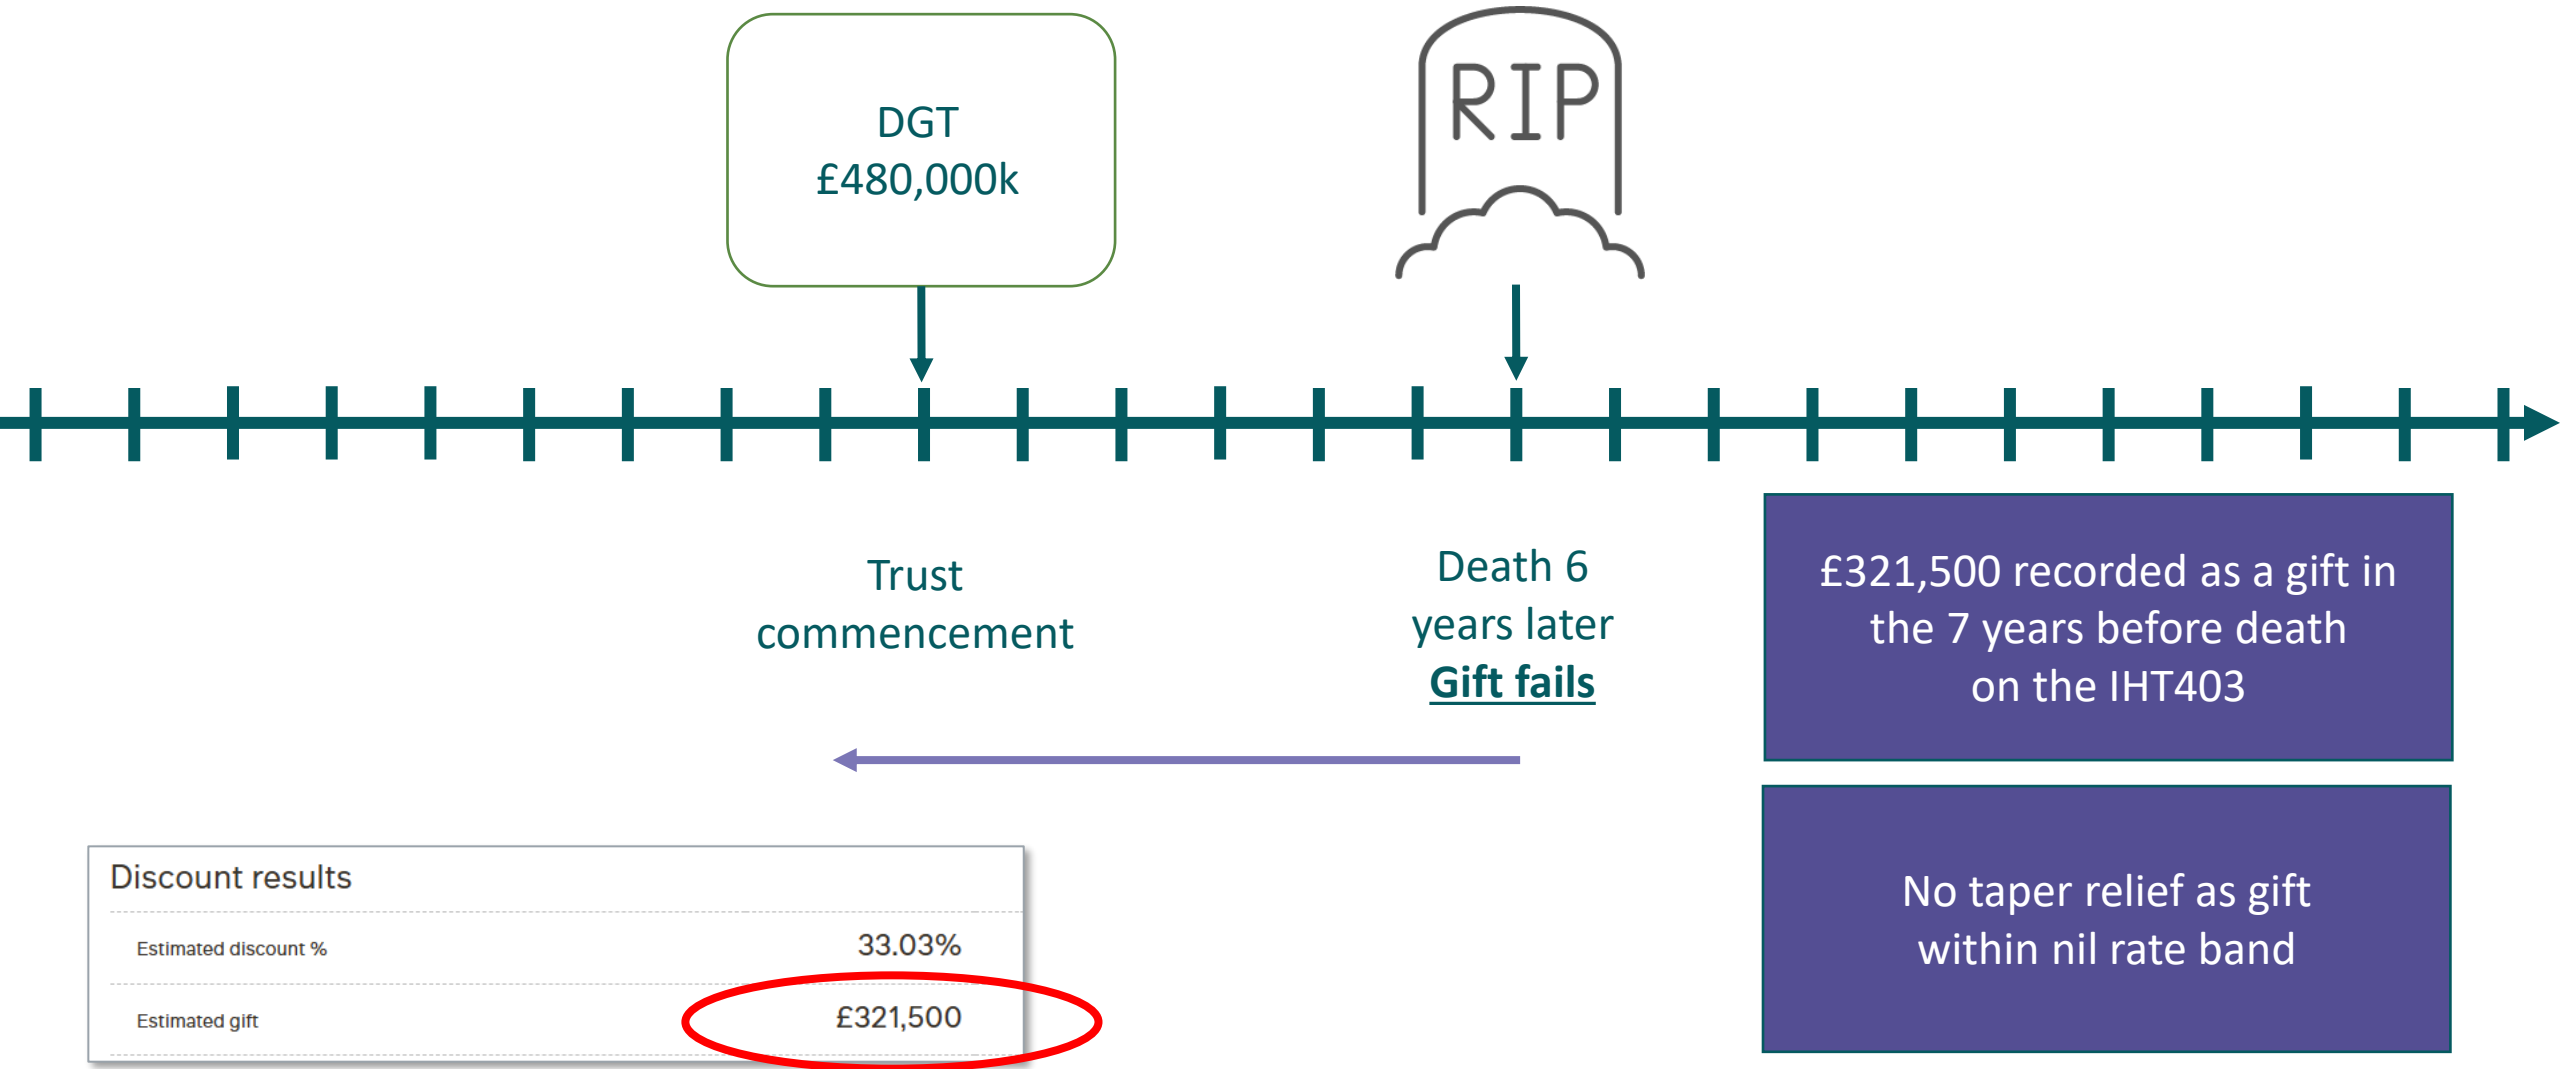 DGT
£480,000k
RIP
Trust
commencement
Death 6
years later
Gift fails
£321,500 recorded as a gift in
the 7 years before death
on the IHT403
No taper relief as gift
within nil rate band
Discount results
Estimated discount % 33.03%
Estimated gift £321,500